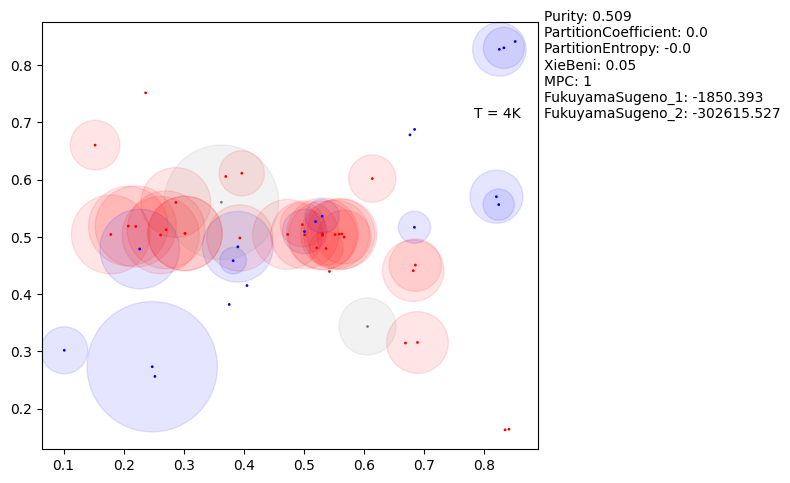 Purity: 0.509
PartitionCoefficient: 0.0
PartitionEntropy: -0.0
XieBeni: 0.05
MPC: 1
FukuyamaSugeno_1: -1850.393
FukuyamaSugeno_2: -302615.527
T = 4K
0.8
0.7
0.6
0.5
0.4
0.3
0.2
0.1 0.2 0.3 0.4 0.5 0.6 0.7 0.8